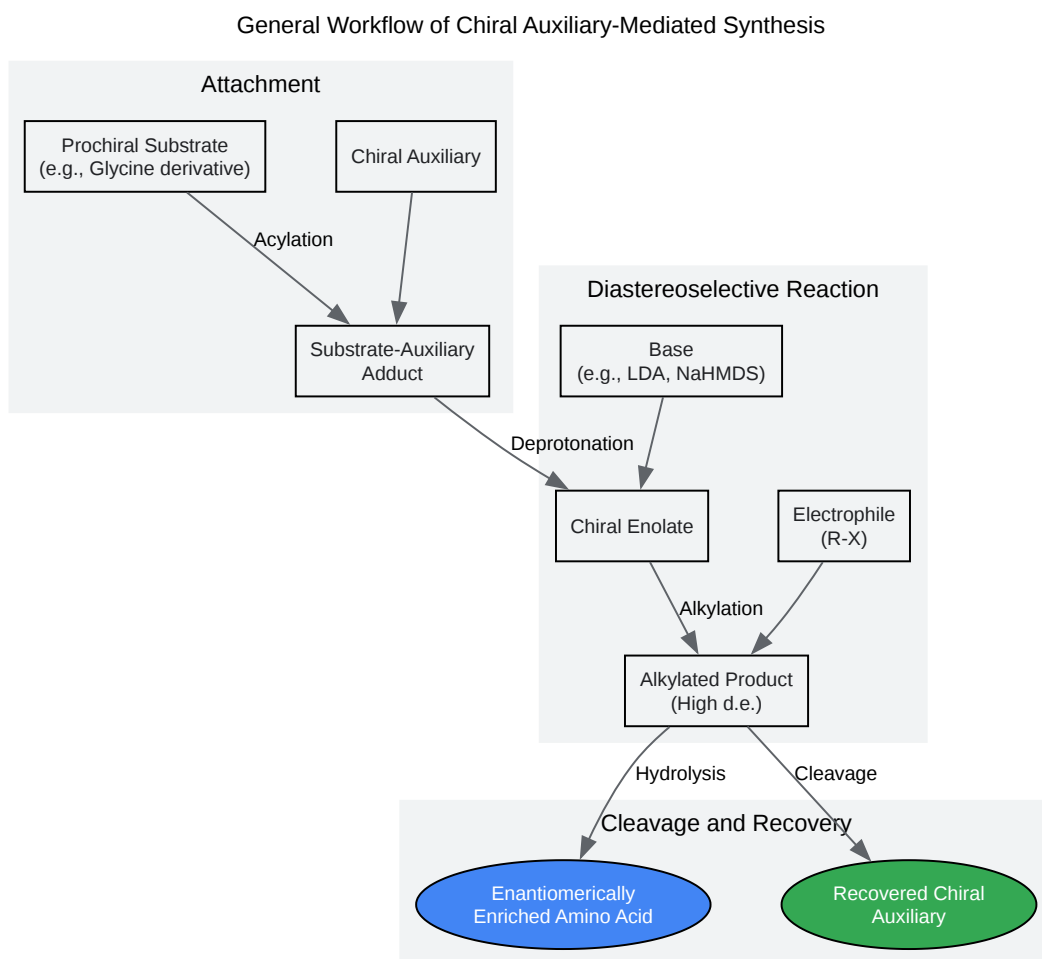 General Workflow of Chiral Auxiliary-Mediated Synthesis
Attachment
Prochiral Substrate
(e.g., Glycine derivative)
Chiral Auxiliary
Acylation
Substrate-Auxiliary
Adduct
Diastereoselective Reaction
Base
(e.g., LDA, NaHMDS)
Deprotonation
Chiral Enolate
Electrophile
(R-X)
Alkylation
Alkylated Product
(High d.e.)
Hydrolysis
Cleavage
Cleavage and Recovery
Enantiomerically
Enriched Amino Acid
Recovered Chiral
Auxiliary